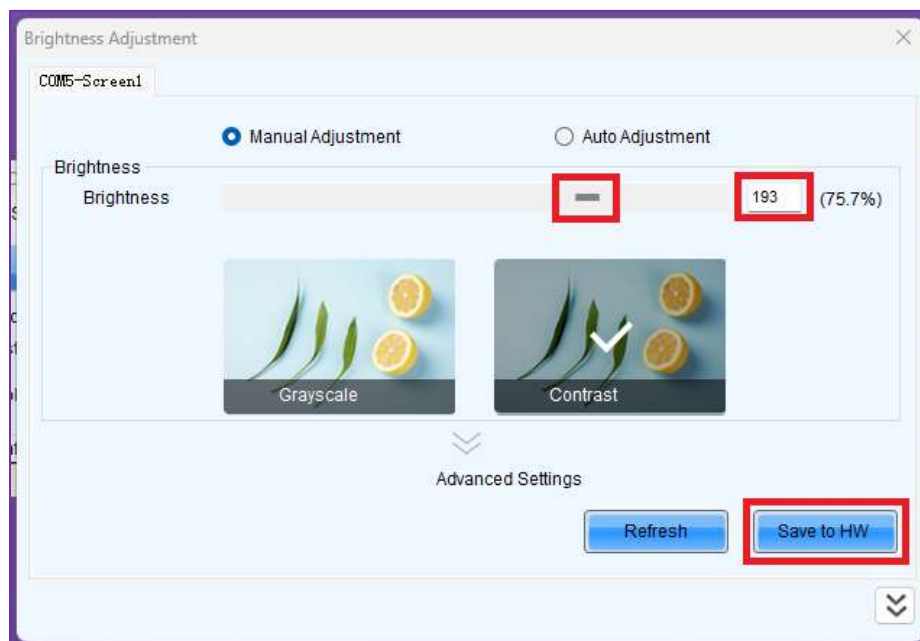 Brightness Adjustment
COM5-Screen1
Manual Adjustment
Auto Adjustment
Brightness
Brightness
193
(75.7%)
Grayscale
Contrast
Advanced Settings
Refresh
Save to HW